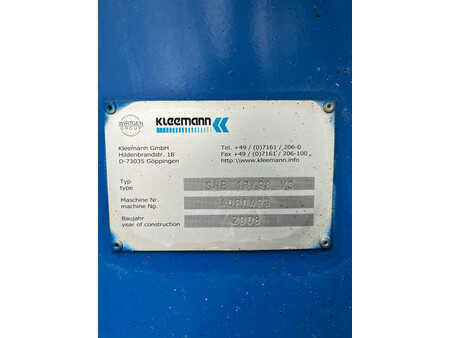 WIRTGEN
GROUP
KLEEMANN
Kleemann GmbH
Hildenbrandstr. 18
D-73035 Göppingen
Tel. +49 / (0)7161 / 206-0
Fax +49 / (0)7161 / 206-100
http:\\www.kleemann.info
Typ
type
Maschine Nr.
machine Ng.
Baujahr
year of construction
2008